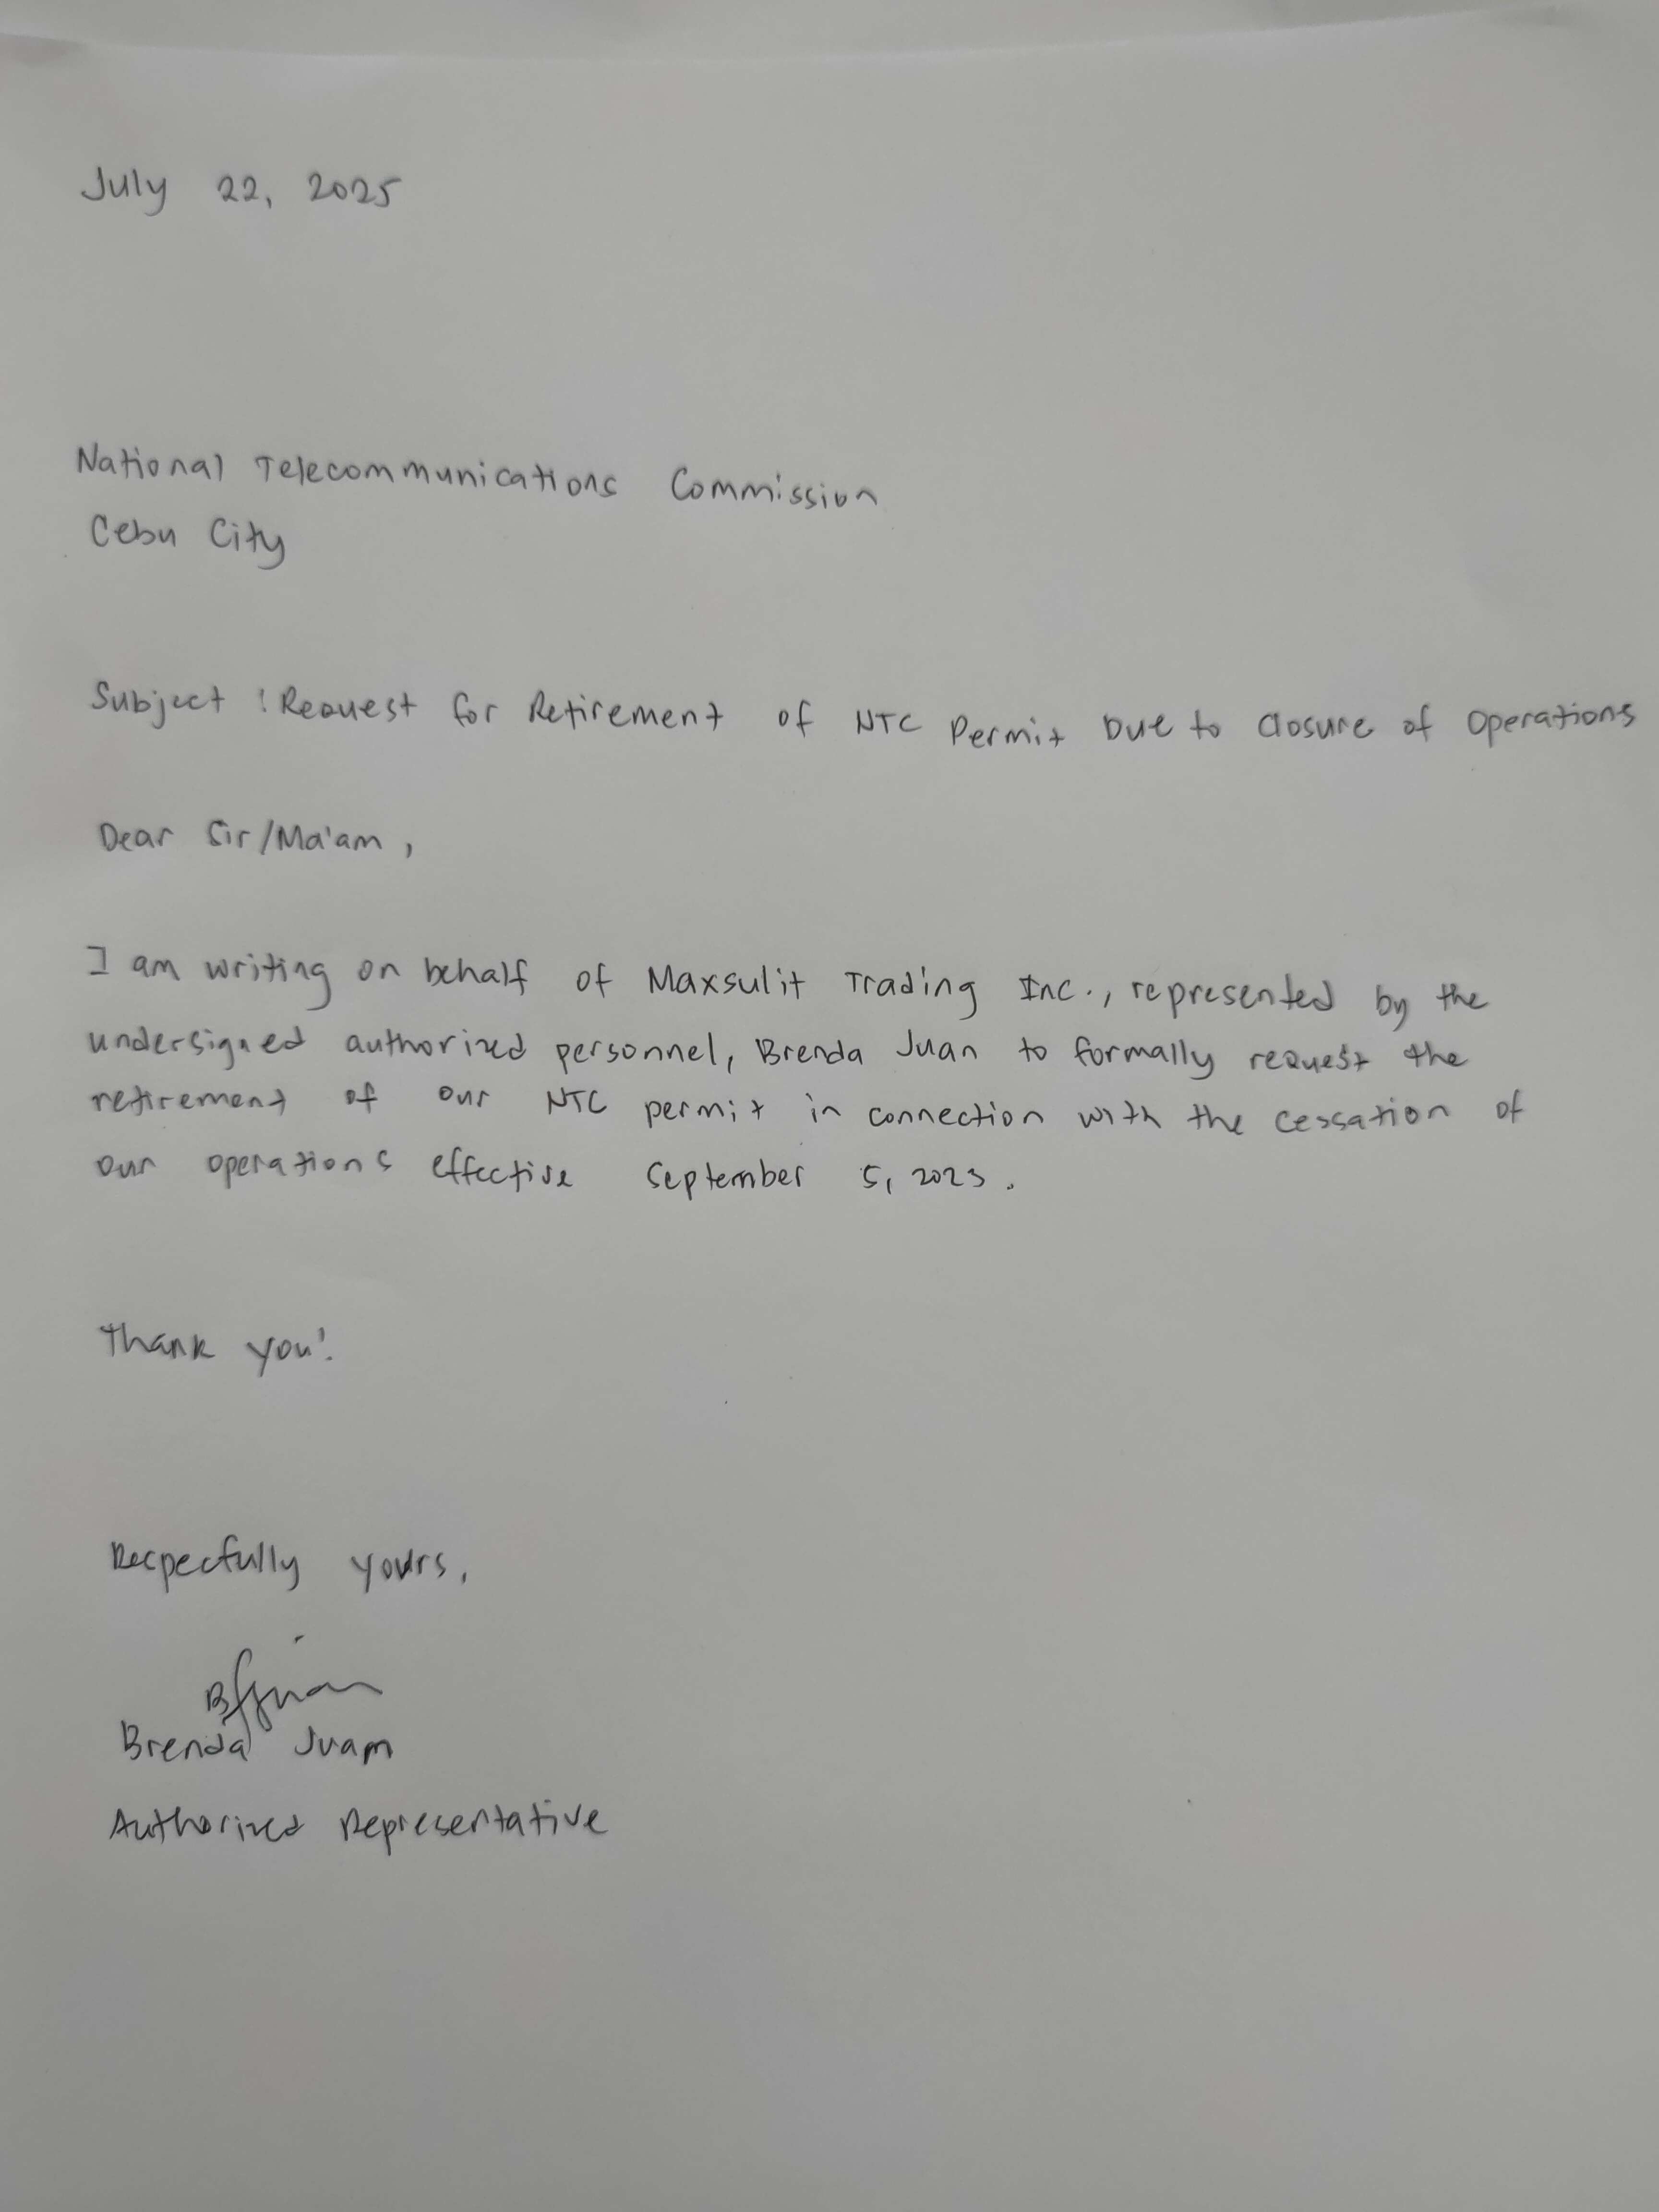 July 22, 2025
National Telecommunications Commission
Cebu City
Subject : Request for Retirement of NTC Permit Due to Closure of Operations
Dear Sir/Ma'am,
I am writing on behalf of Maxsulit Trading Inc., represented by the
undersigned authorized personnel, Brenda Juan to formally request the
retirement of our NTC permit in connection with the cessation of
our operations effective September 5, 2023.
Thank you!
Respecfully yours,
BJuan
Brenda Juan
Authorized Representative